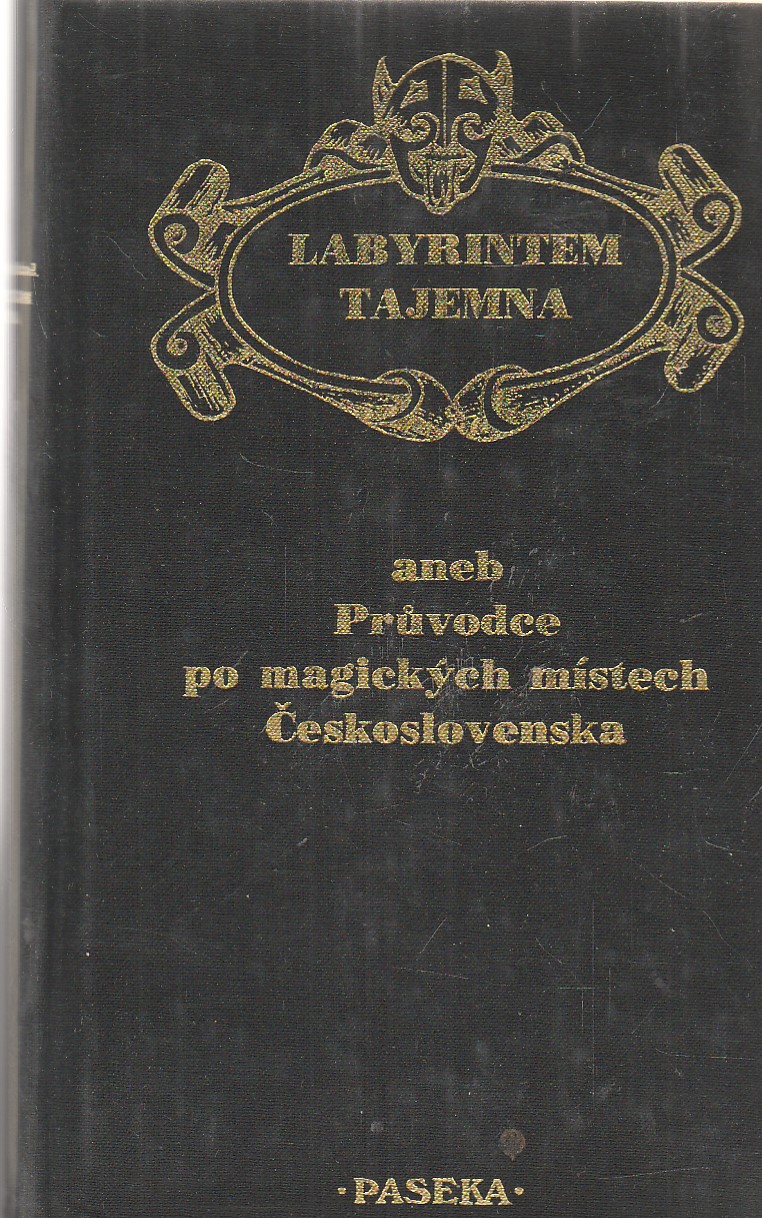 LABYRINTEM
TAJEMNA
aneb
Průvodce
po magických místech
Československa
·PASEKA·